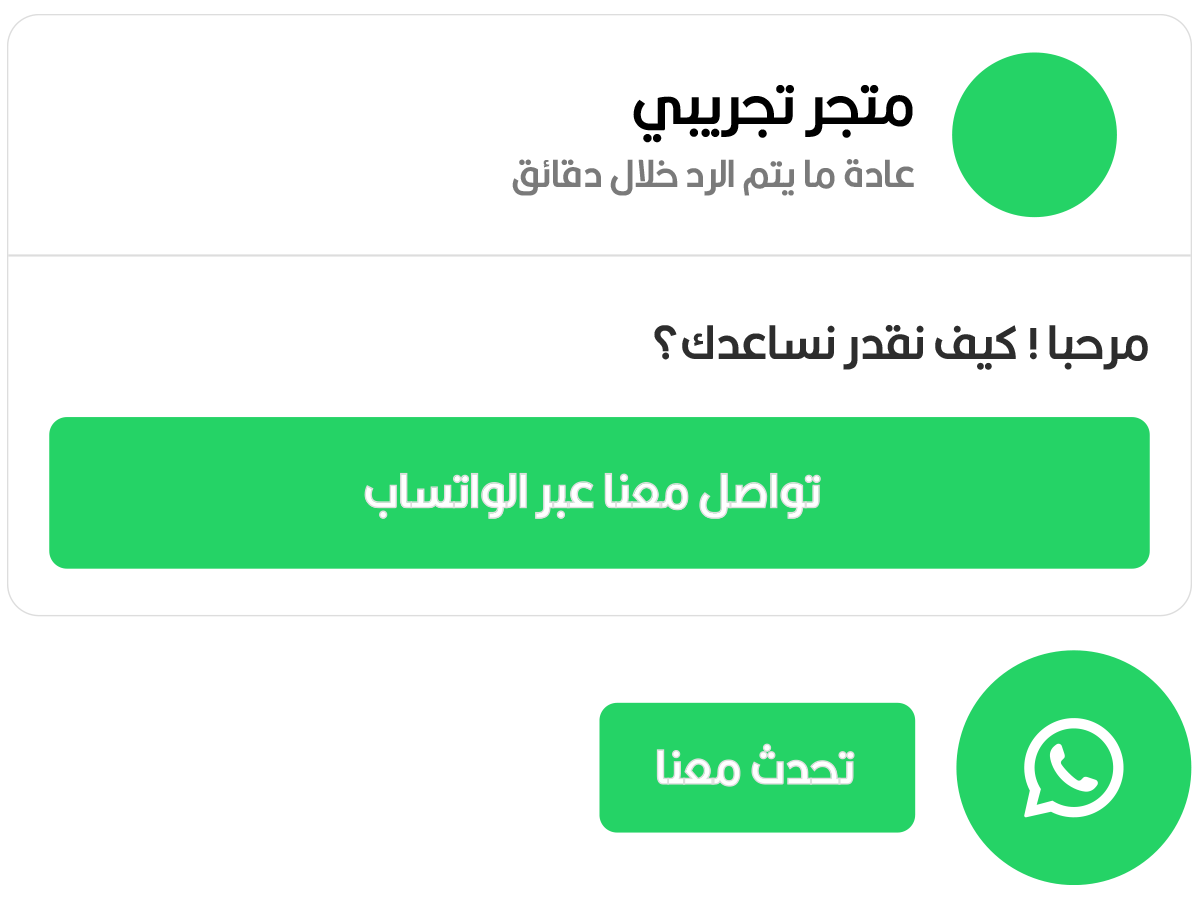 متجر تجريبي
عادة ما يتم الرد خلال دقائق
مرحبا ! كيف نقدر نساعدك ؟
تواصل معنا عبر الواتساب
تحدث معنا